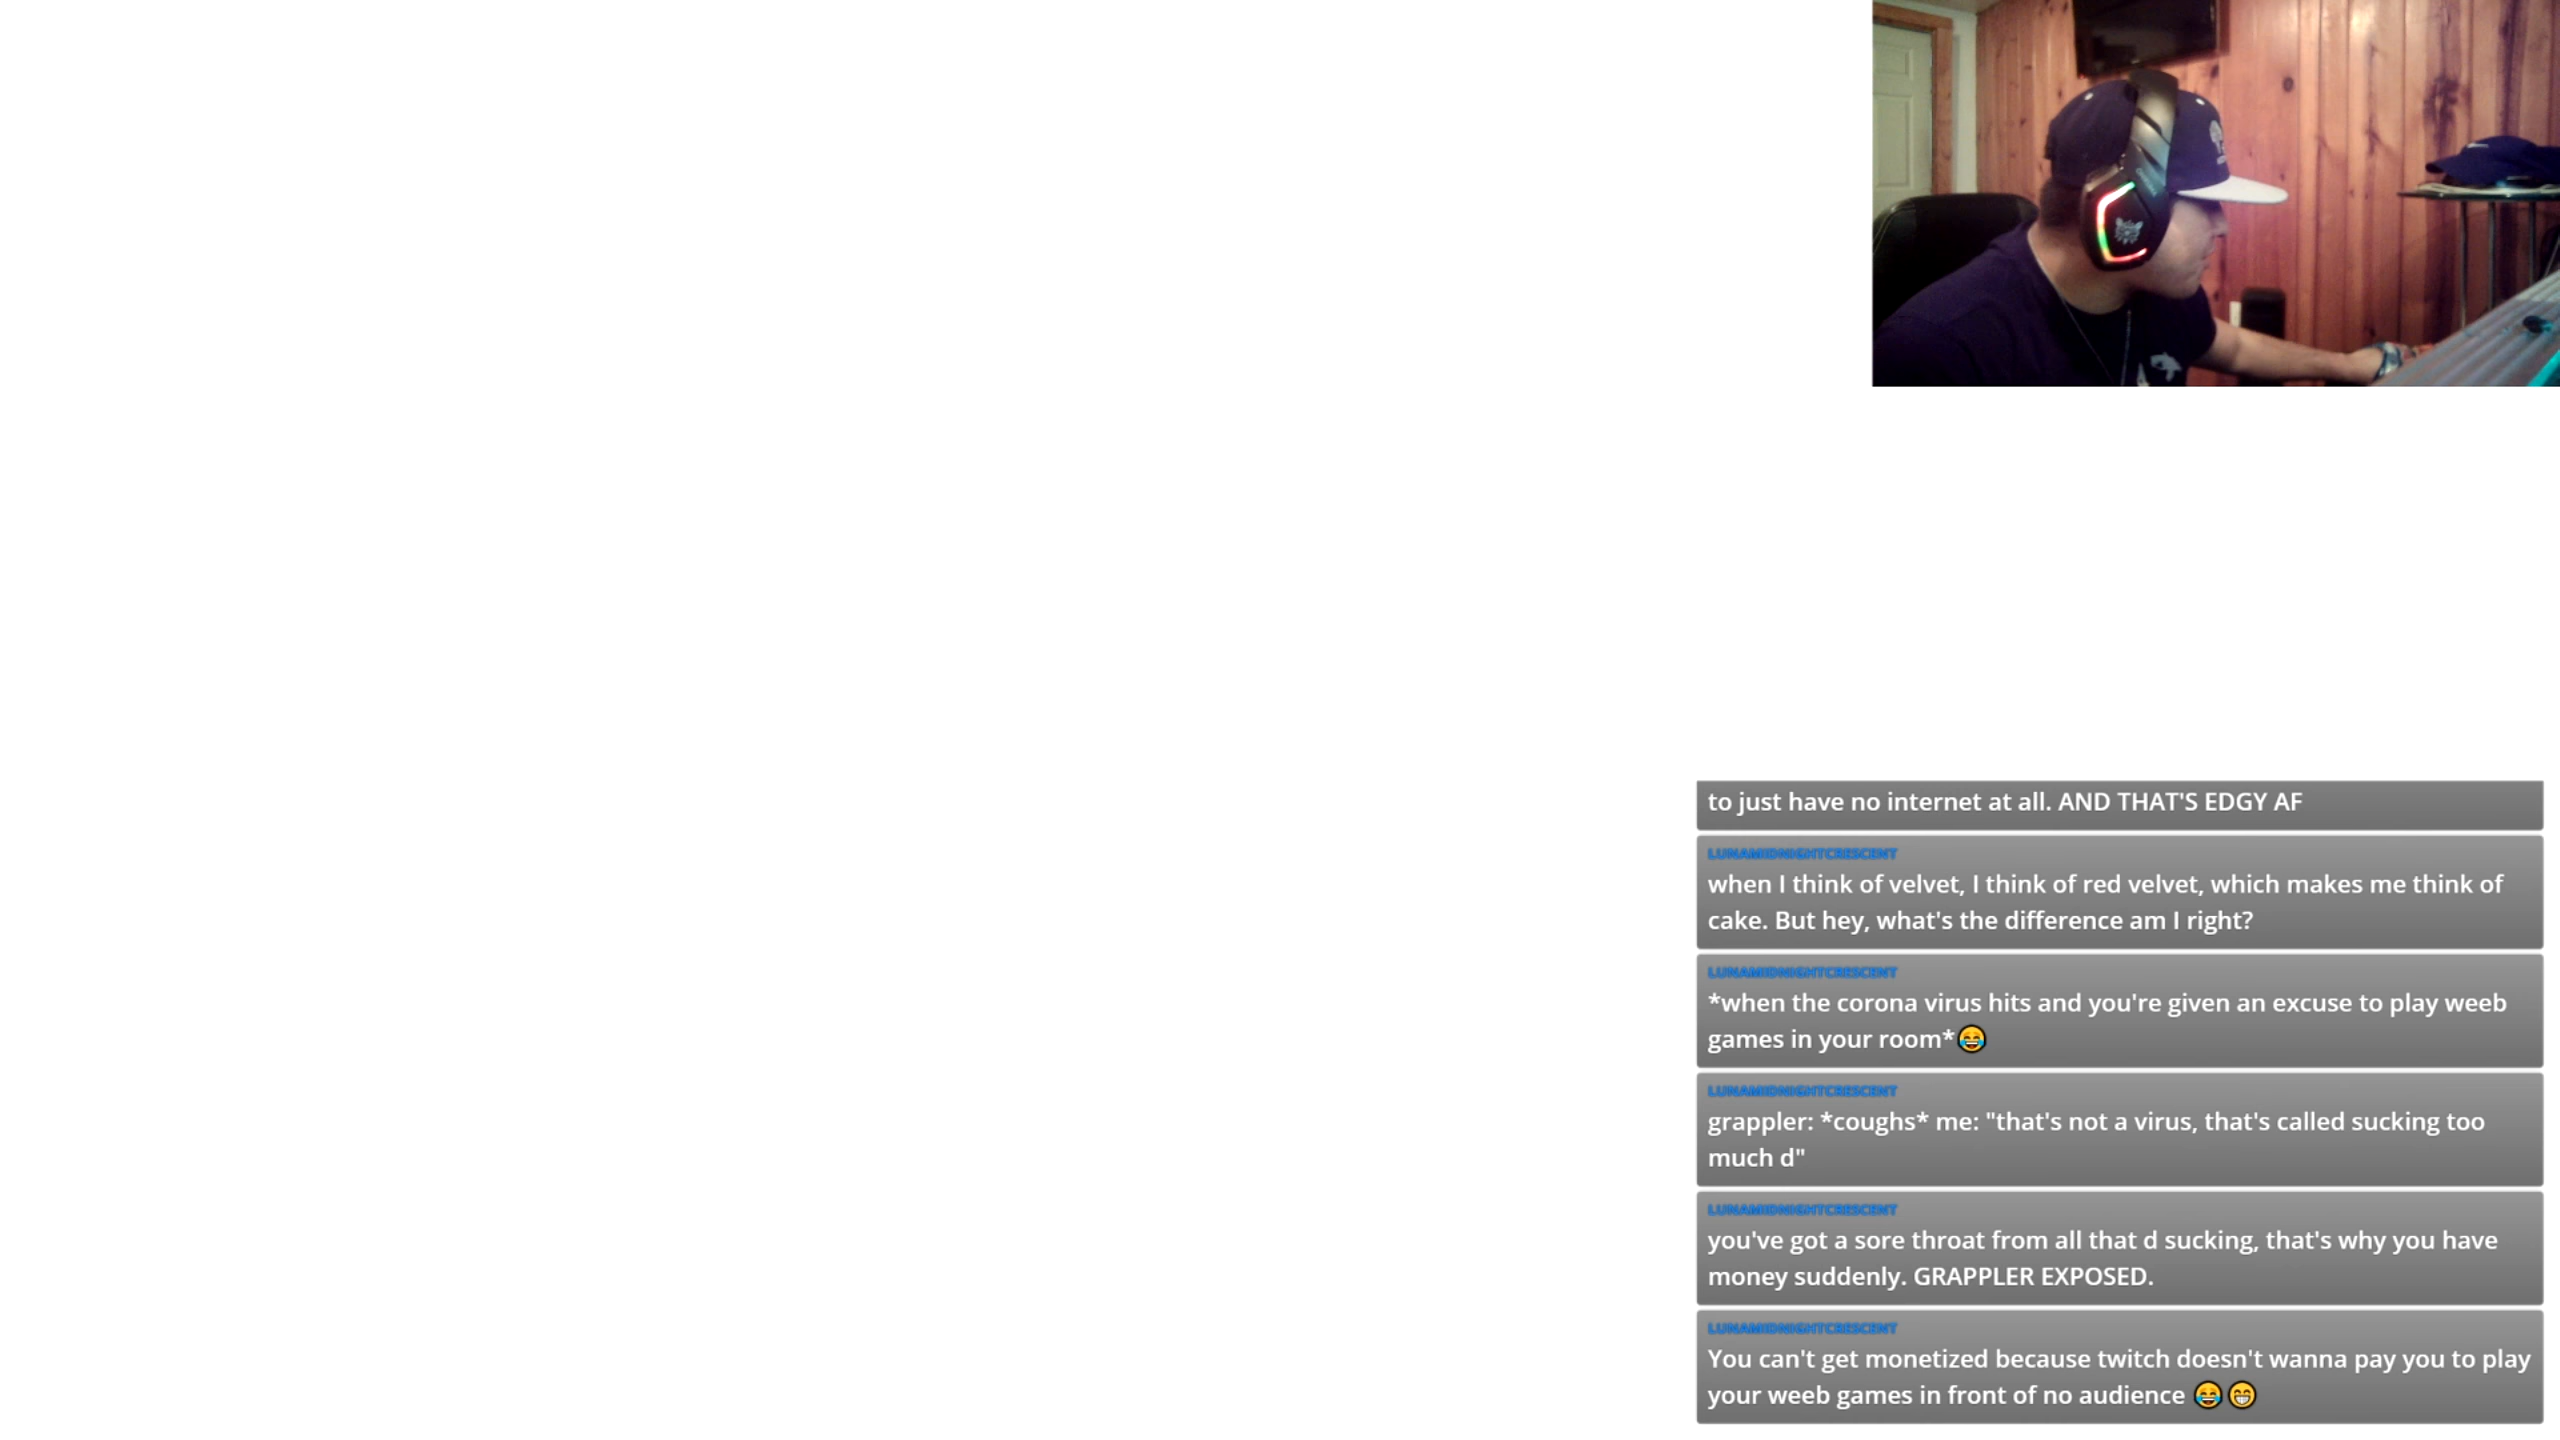 to just have no internet at all. AND THAT'S EDGY AF
LUNAMIDNIGHTCRESCENT
when I think of velvet, I think of red velvet, which makes me think of
cake. But hey, what's the difference am I right?
LUNAMIDNIGHTCRESCENT
*when the corona virus hits and you're given an excuse to play weeb
games in your room*😂
LUNAMIDNIGHTCRESCENT
grappler: *coughs* me: "that's not a virus, that's called sucking too
much d"
LUNAMIDNIGHTCRESCENT
you've got a sore throat from all that d sucking, that's why you have
money suddenly. GRAPPLER EXPOSED.
LUNAMIDNIGHTCRESCENT
You can't get monetized because twitch doesn't wanna pay you to play
your weeb games in front of no audience 😂😁